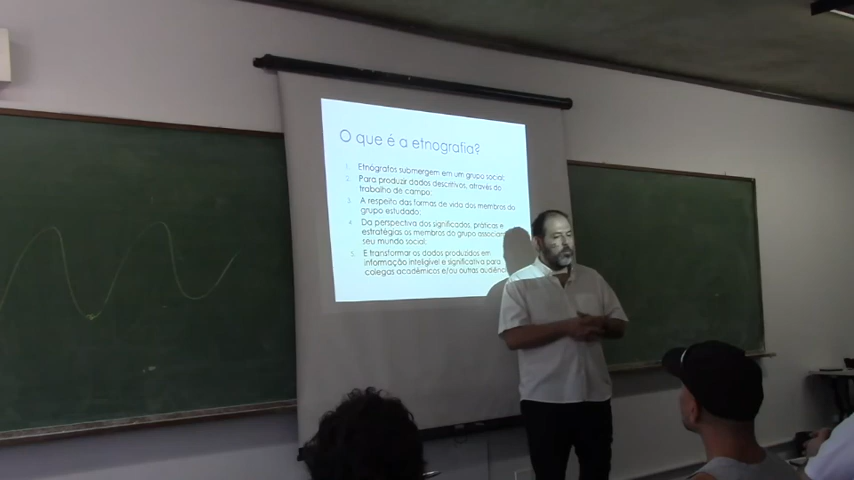 O que é a etnografia?
1. Etnógrafos submergem em um grupo social;
2. Para produzir dados descritivos, através do
trabalho de campo;
3. A respeito das formas de vida dos membros do
grupo estudado;
4. Da perspectiva dos significados, práticas e
estratégias os membros do grupo associam
seu mundo social;
5. E transformar os dados produzidos em
informação inteligível e significativa para
colegas acadêmicos e/ou outras